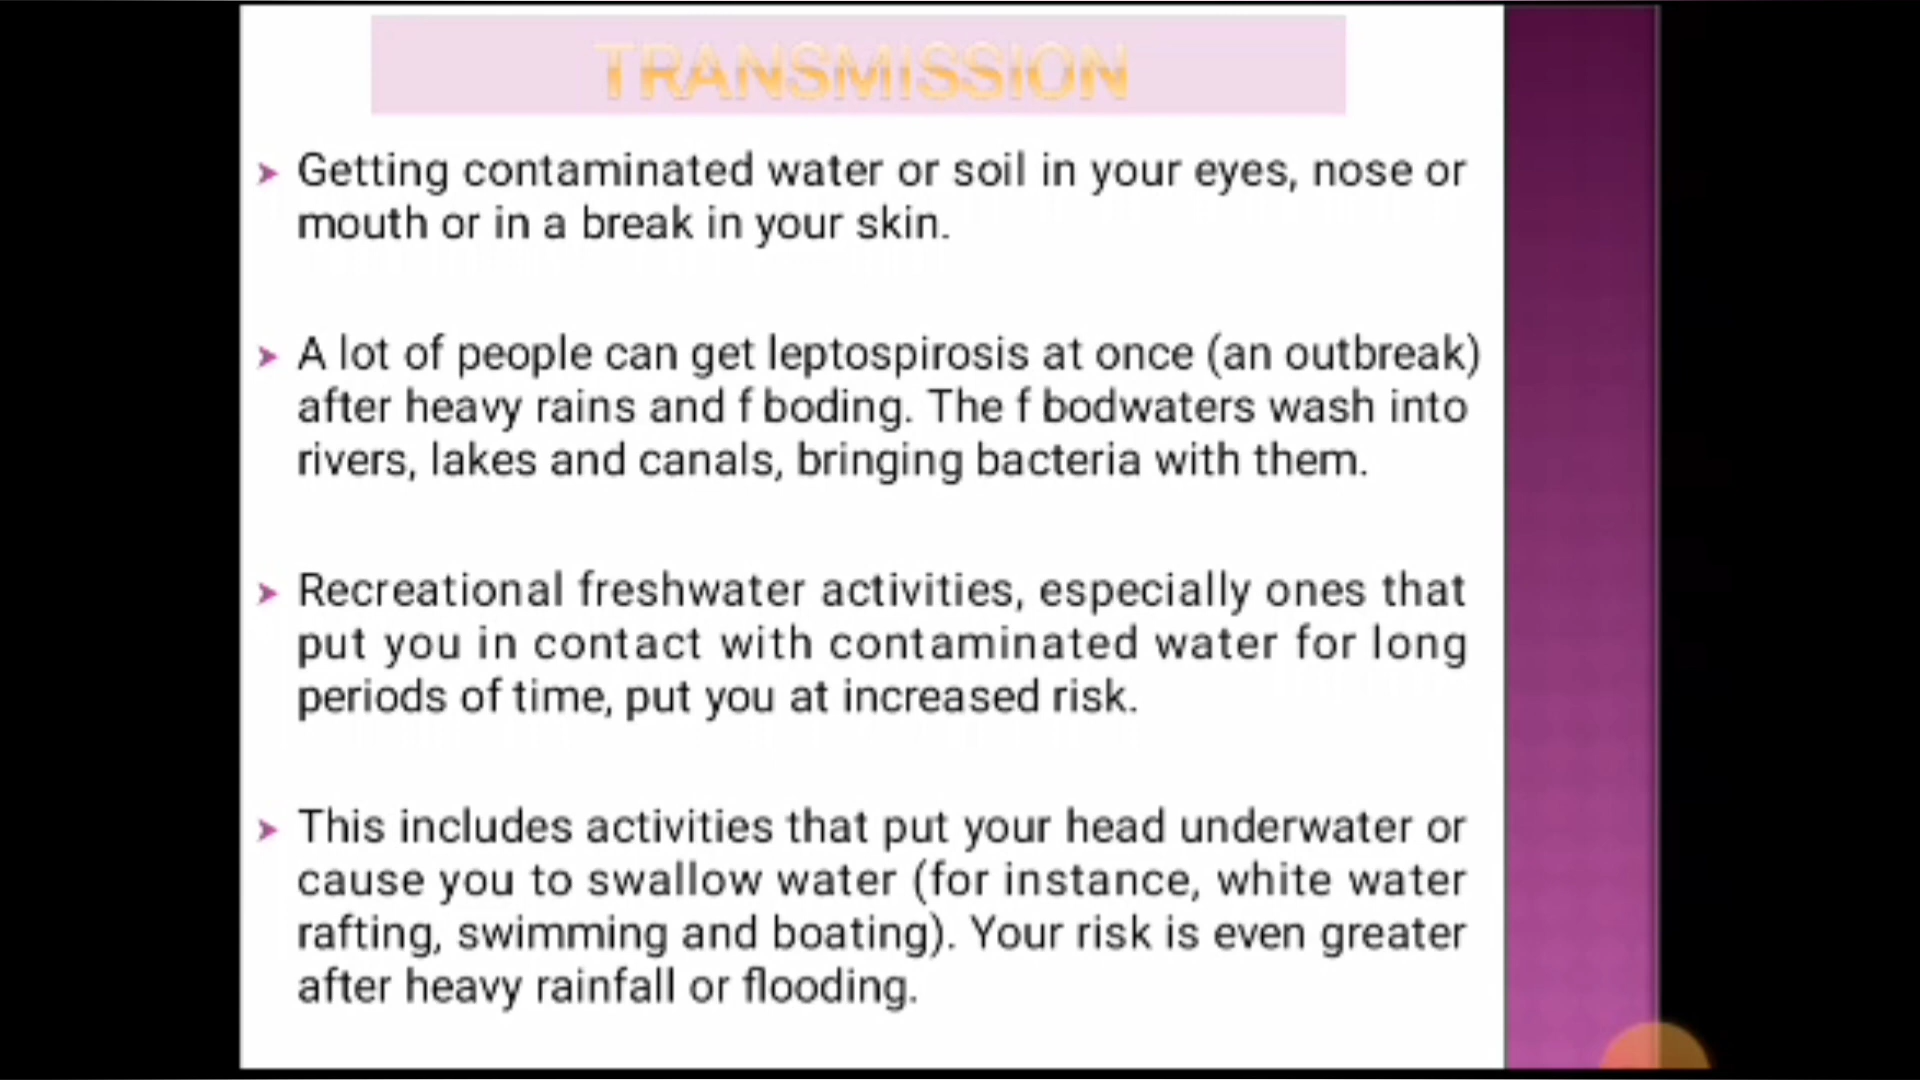 TRANSMISSION
➤ Getting contaminated water or soil in your eyes, nose or
mouth or in a break in your skin.
➤ A lot of people can get leptospirosis at once (an outbreak)
after heavy rains and f boding. The f bodwaters wash into
rivers, lakes and canals, bringing bacteria with them.
➤ Recreational freshwater activities, especially ones that
put you in contact with contaminated water for long
periods of time, put you at increased risk.
➤ This includes activities that put your head underwater or
cause you to swallow water (for instance, white water
rafting, swimming and boating). Your risk is even greater
after heavy rainfall or flooding.